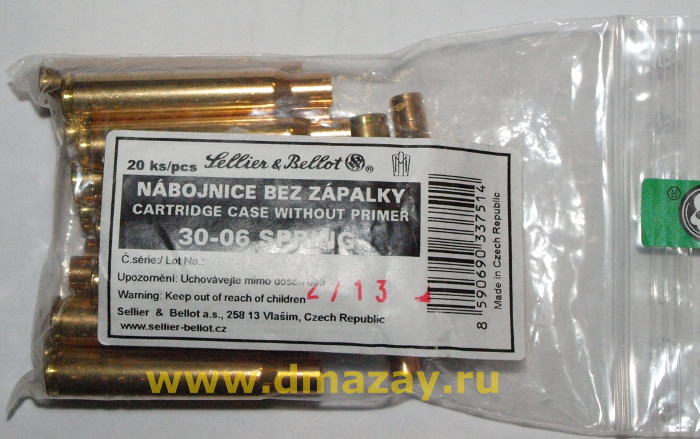 20 ks/pcs Sellier & Bellot S&B ®
NÁBOJNICE BEZ ZÁPALKY
CARTRIDGE CASE WITHOUT PRIMER
30-06 SPRING
Č.série:/ Lot No.:
Upozornění: Uchovávejte mimo dosah
Warning: Keep out of reach of children
2/13
Sellier & Bellot a.s., 258 13 Vlašim, Czech Republic
www.sellier-bellot.cz
8 590690 337514
Made in Czech Republic
®
www.dmazay.ru